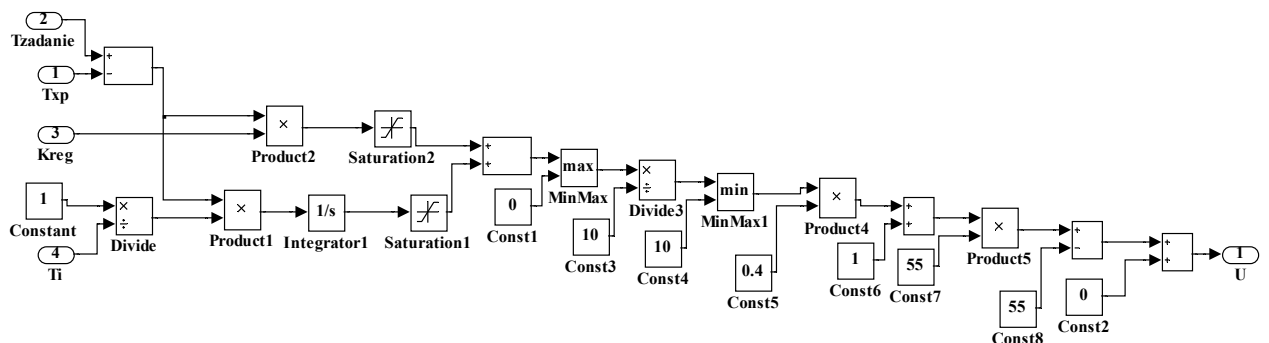 2
Tzadanie
+
−
1
Txp
3
Kreg
×
Product2
Saturation2
1
Constant
×
÷
Divide
4
Ti
×
Product1
1/s
Integrator1
Saturation1
+
+
0
Const1
max
MinMax
10
Const3
×
÷
Divide3
10
Const4
min
MinMax1
0.4
Const5
×
Product4
1
Const6
+
+
55
Const7
×
Product5
55
Const8
+
−
0
Const2
+
+
1
U